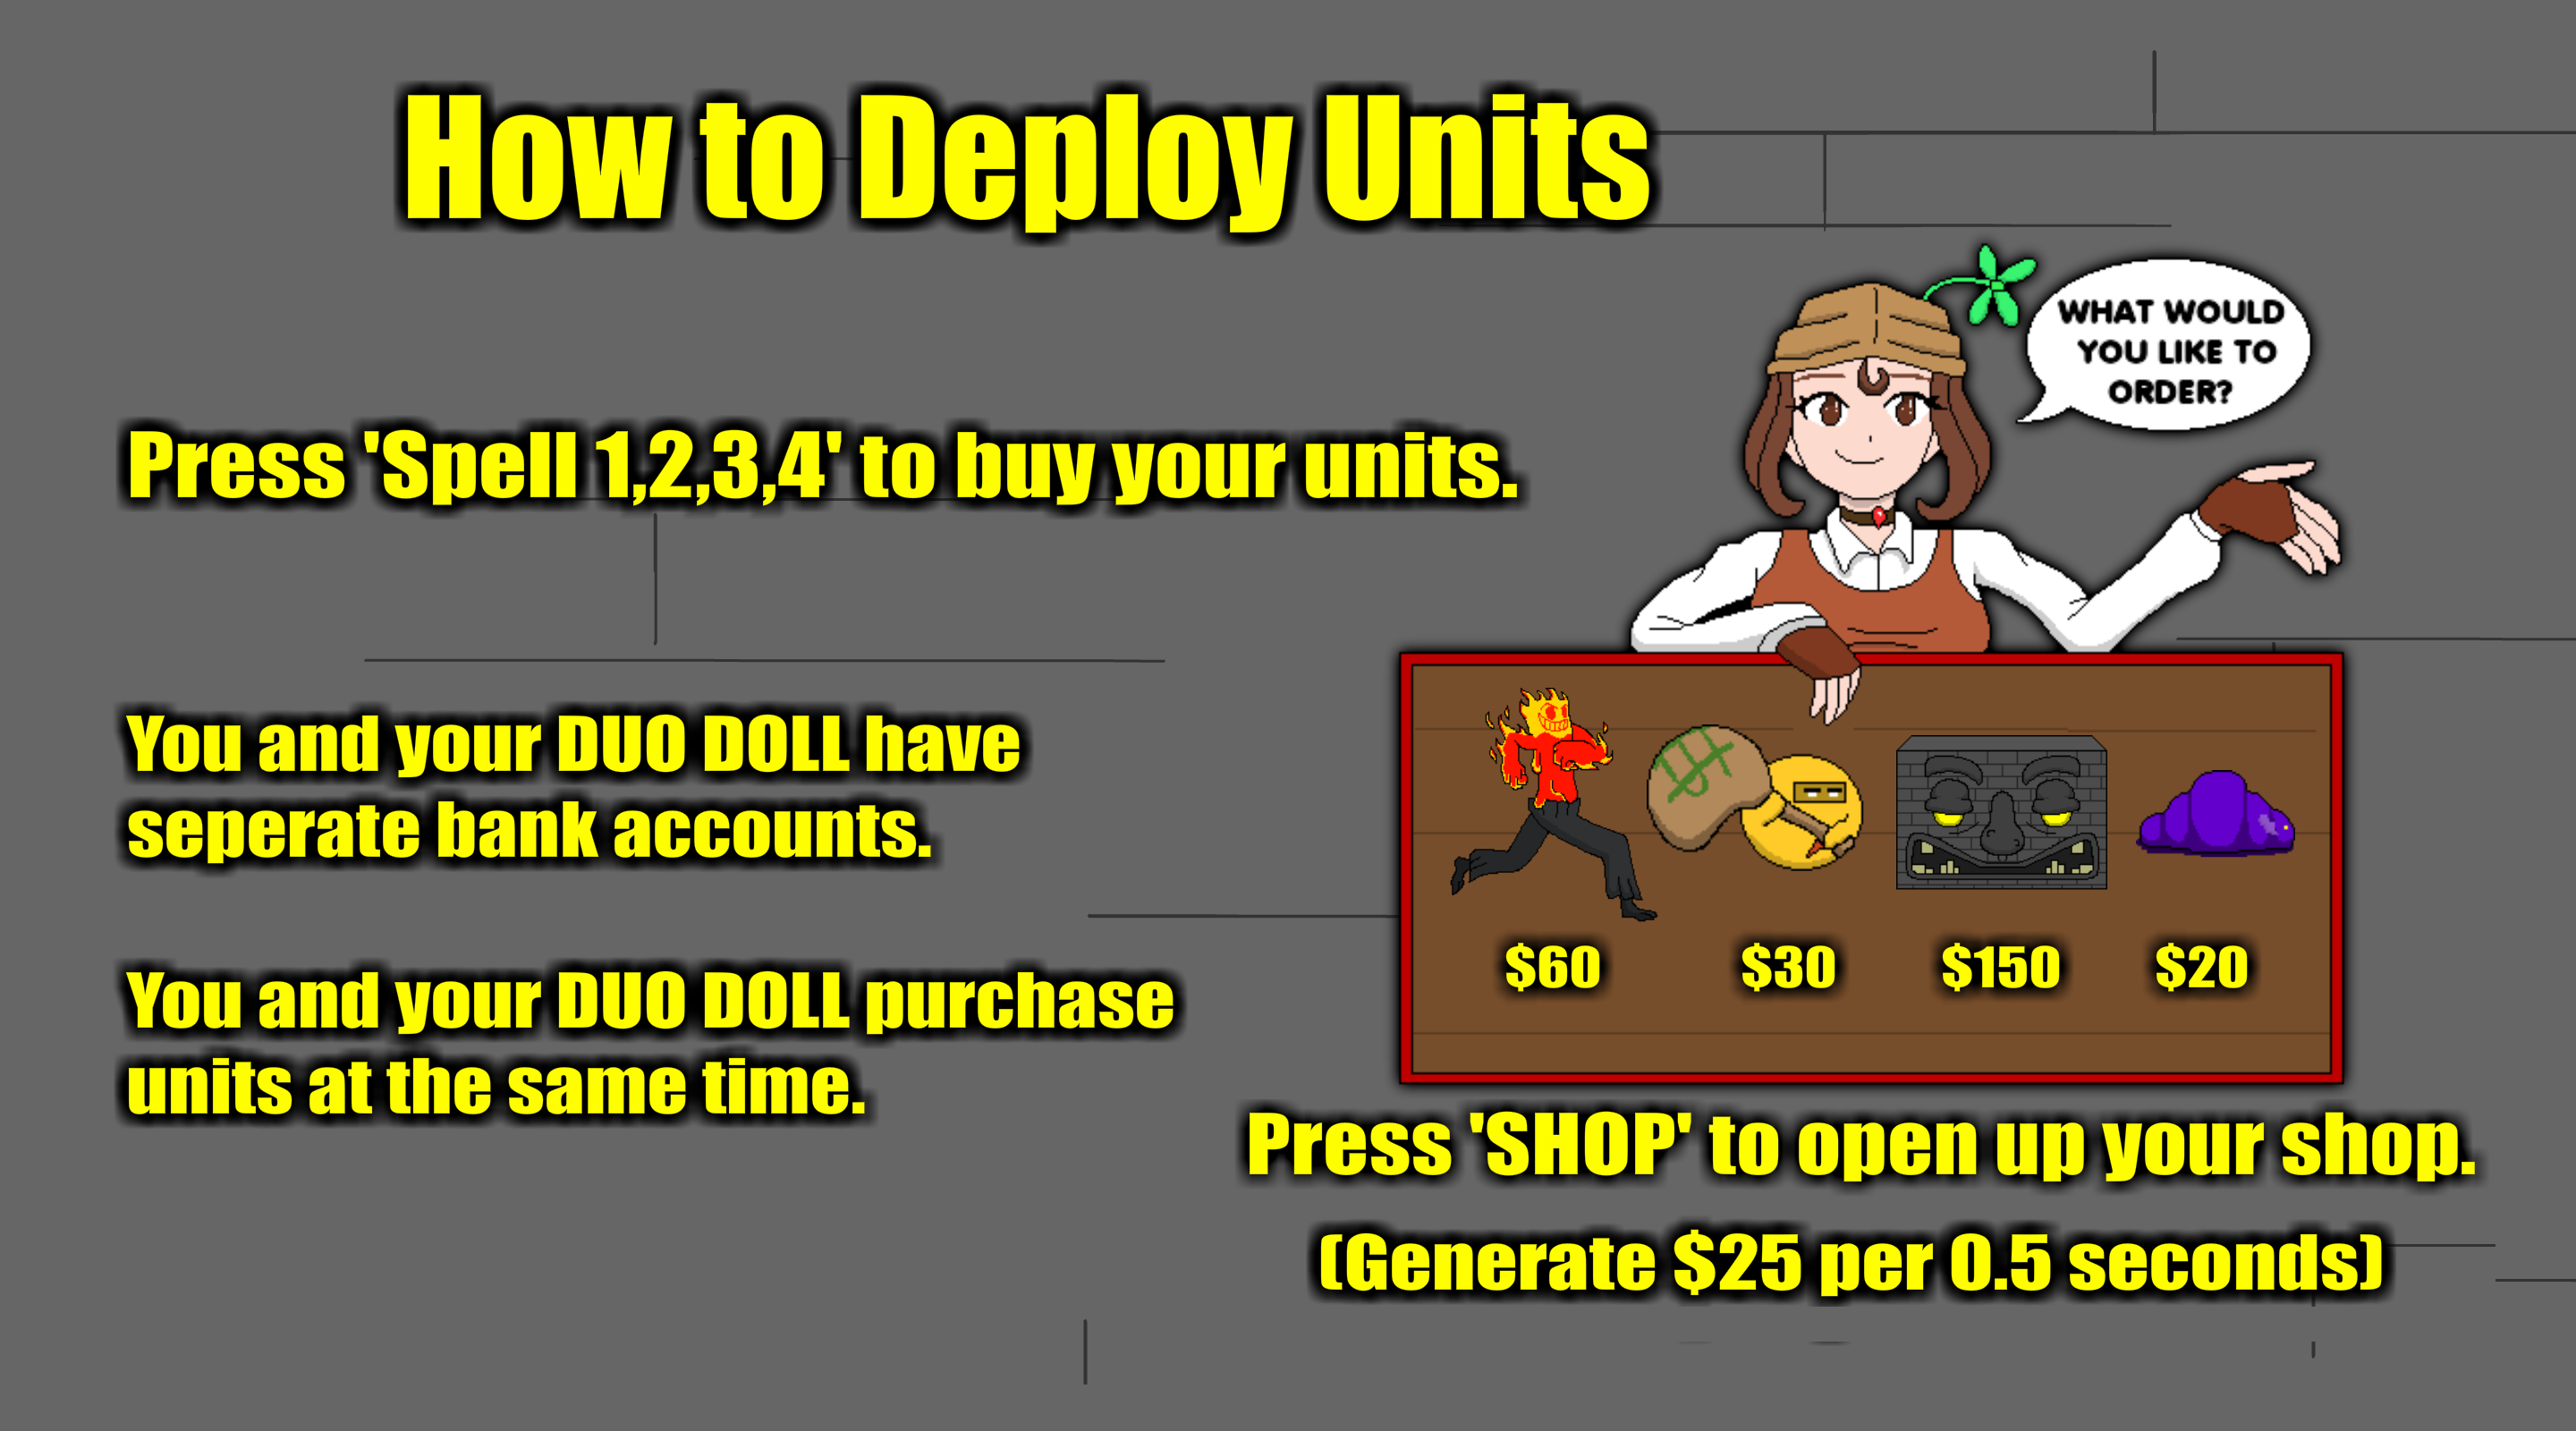 How to Deploy Units
WHAT WOULD
YOU LIKE TO
ORDER?
Press 'Spell 1,2,3,4' to buy your units.
You and your DUO DOLL have
seperate bank accounts.
You and your DUO DOLL purchase
units at the same time.
$60 $30 $150 $20
Press 'SHOP' to open up your shop.
(Generate $25 per 0.5 seconds)